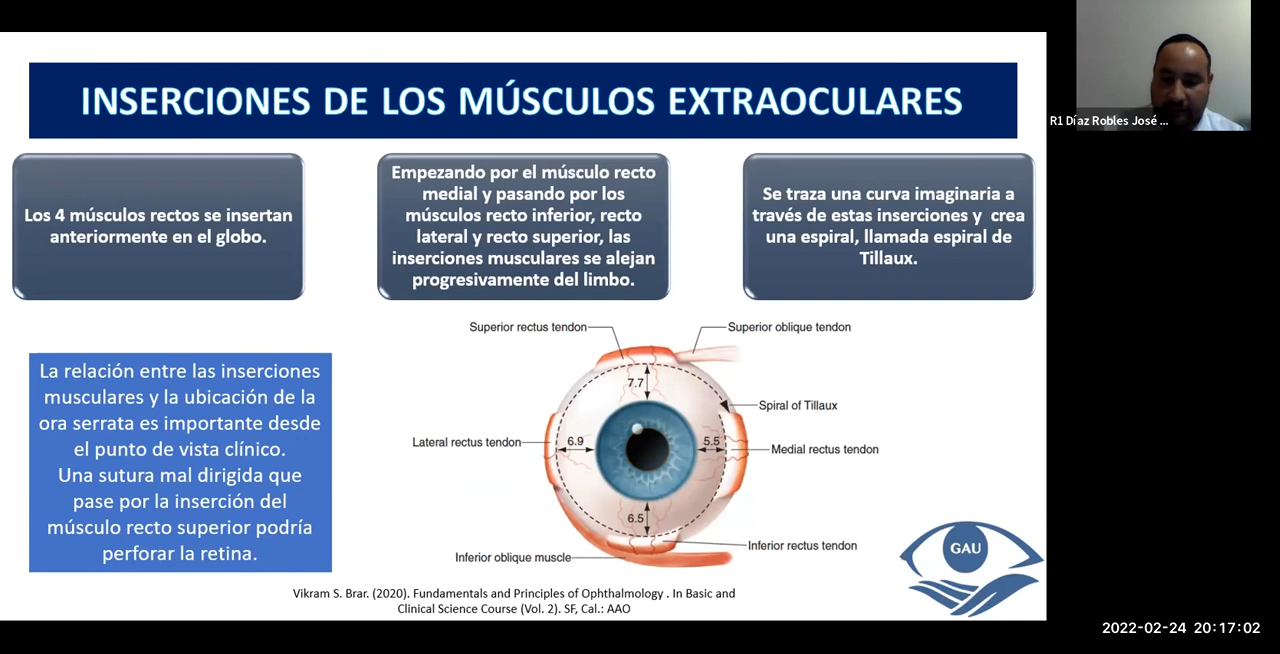 INSERCIONES DE LOS MÚSCULOS EXTRAOCULARES
R1 Díaz Robles José ...
Los 4 músculos rectos se insertan
anteriormente en el globo.
Empezando por el músculo recto
medial y pasando por los
músculos recto inferior, recto
lateral y recto superior, las
inserciones musculares se alejan
progresivamente del limbo.
Se traza una curva imaginaria a
través de estas inserciones y crea
una espiral, llamada espiral de
Tillaux.
La relación entre las inserciones
musculares y la ubicación de la
ora serrata es importante desde
el punto de vista clínico.
Una sutura mal dirigida que
pase por la inserción del
músculo recto superior podría
perforar la retina.
Superior rectus tendon
Superior oblique tendon
7.7
Spiral of Tillaux
Lateral rectus tendon
6.9
5.5
Medial rectus tendon
6.5
Inferior rectus tendon
Inferior oblique muscle
GAU
Vikram S. Brar. (2020). Fundamentals and Principles of Ophthalmology . In Basic and
Clinical Science Course (Vol. 2). SF, Cal.: AAO
2022-02-24 20:17:02